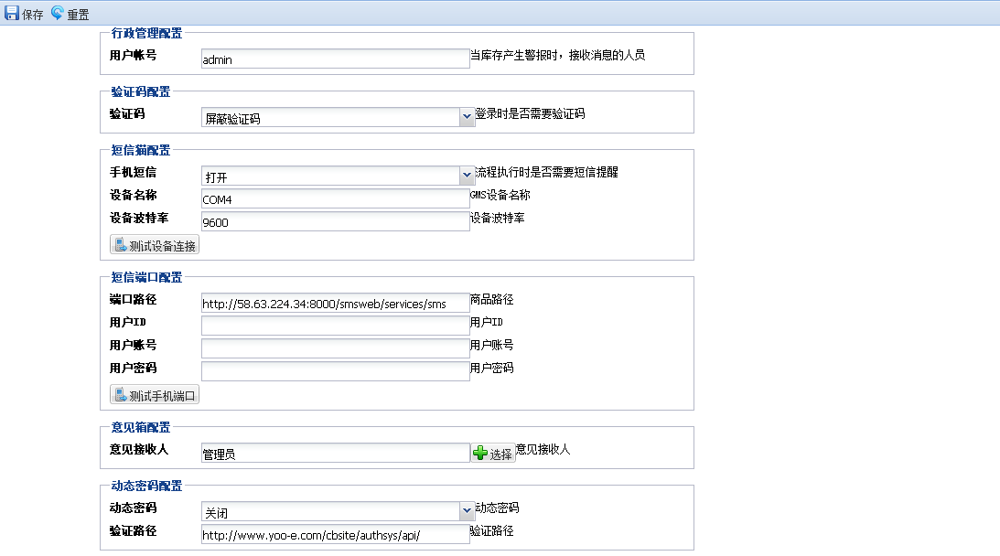 保存 重置
行政管理配置
用户帐号 admin 当库存产生警报时，接收消息的人员
验证码配置
验证码 屏蔽验证码 登录时是否需要验证码
短信猫配置
手机短信 打开 流程执行时是否需要短信提醒
设备名称 COM4 GMS设备名称
设备波特率 9600 设备波特率
测试设备连接
短信端口配置
端口路径 http://58.63.224.34:8000/smsweb/services/sms 商品路径
用户ID 用户ID
用户账号 用户账号
用户密码 用户密码
测试手机端口
意见箱配置
意见接收人 管理员 选择 意见接收人
动态密码配置
动态密码 关闭 动态密码
验证路径 http://www.yoo-e.com/cbsite/authsys/api/ 验证路径